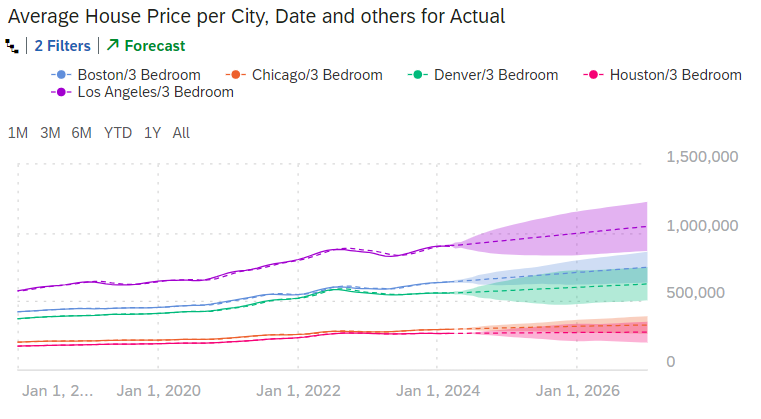 Average House Price per City, Date and others for Actual
2 Filters
Forecast
Boston/3 Bedroom
Chicago/3 Bedroom
Denver/3 Bedroom
Houston/3 Bedroom
Los Angeles/3 Bedroom
1M 3M 6M YTD 1Y All
1,500,000
1,000,000
500,000
0
Jan 1, 2... Jan 1, 2020 Jan 1, 2022 Jan 1, 2024 Jan 1, 2026